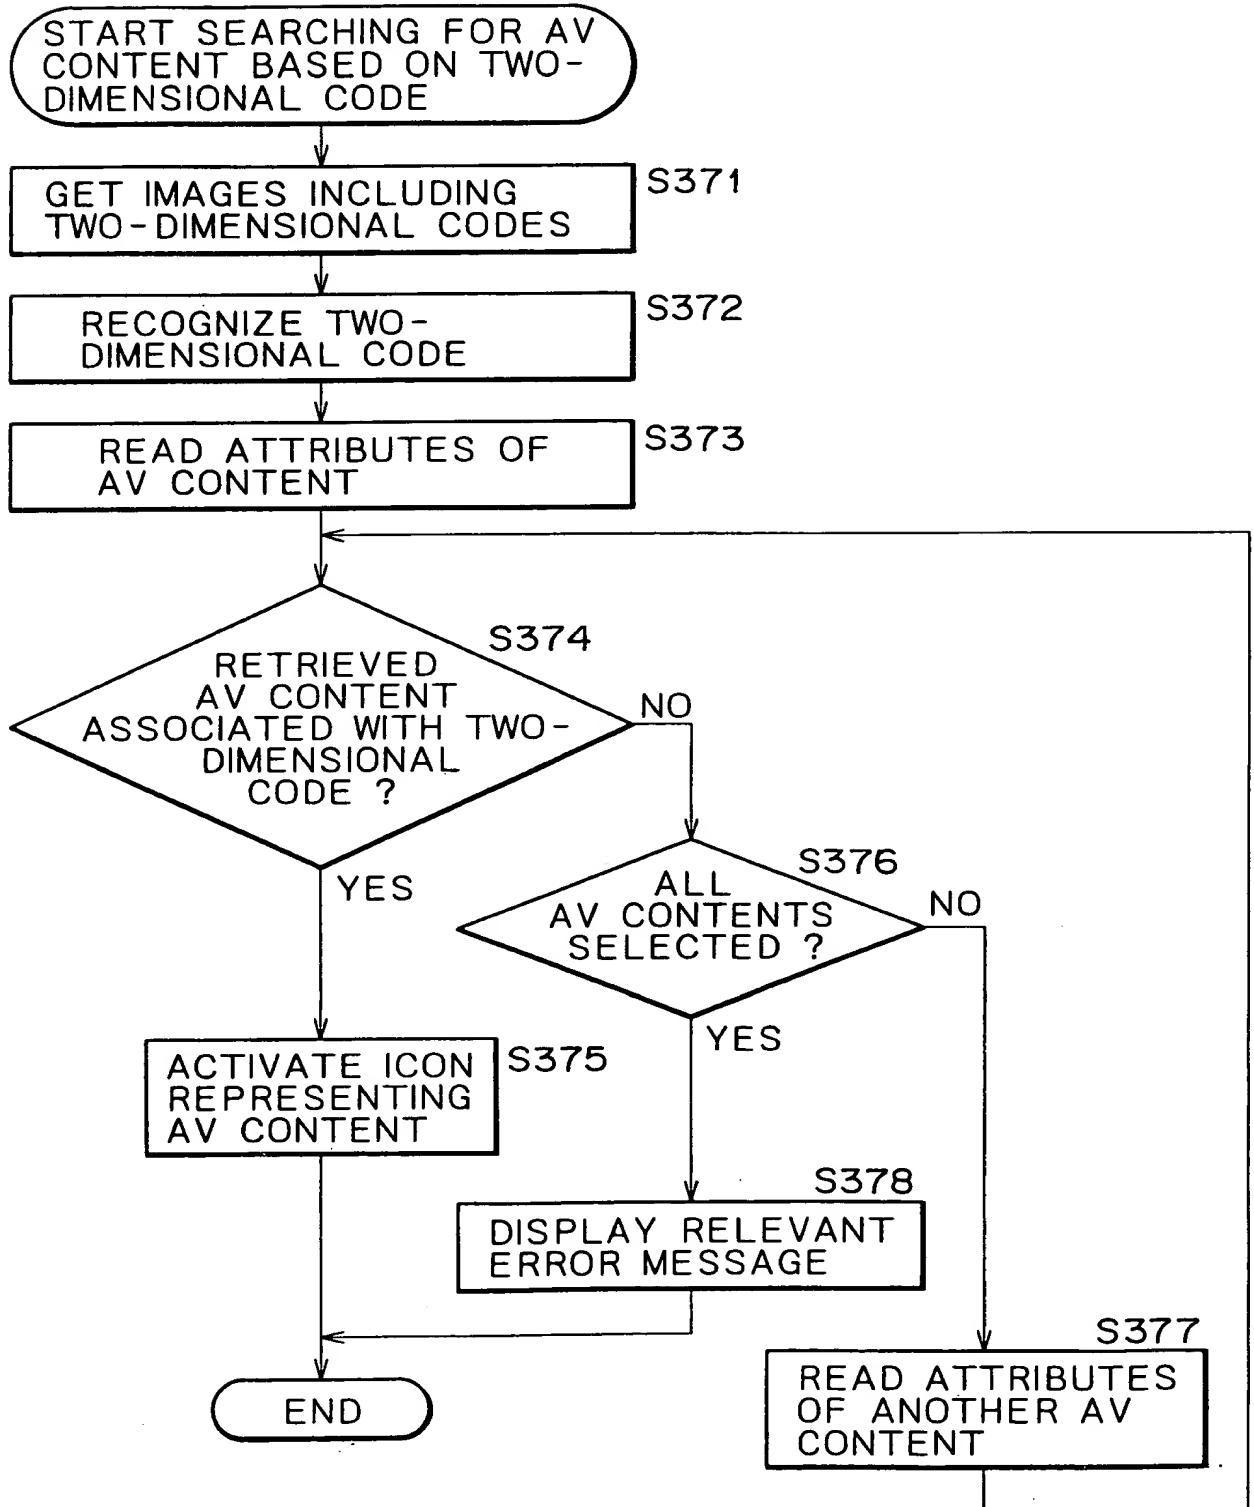 START SEARCHING FOR AV
CONTENT BASED ON TWO-
DIMENSIONAL CODE
S371
GET IMAGES INCLUDING
TWO-DIMENSIONAL CODES
S372
RECOGNIZE TWO-
DIMENSIONAL CODE
S373
READ ATTRIBUTES OF
AV CONTENT
S374
RETRIEVED
AV CONTENT
ASSOCIATED WITH TWO-
DIMENSIONAL
CODE ?
NO
YES
S376
ALL
AV CONTENTS
SELECTED ?
NO
YES
S375
ACTIVATE ICON
REPRESENTING
AV CONTENT
S378
DISPLAY RELEVANT
ERROR MESSAGE
S377
READ ATTRIBUTES
OF ANOTHER AV
CONTENT
END